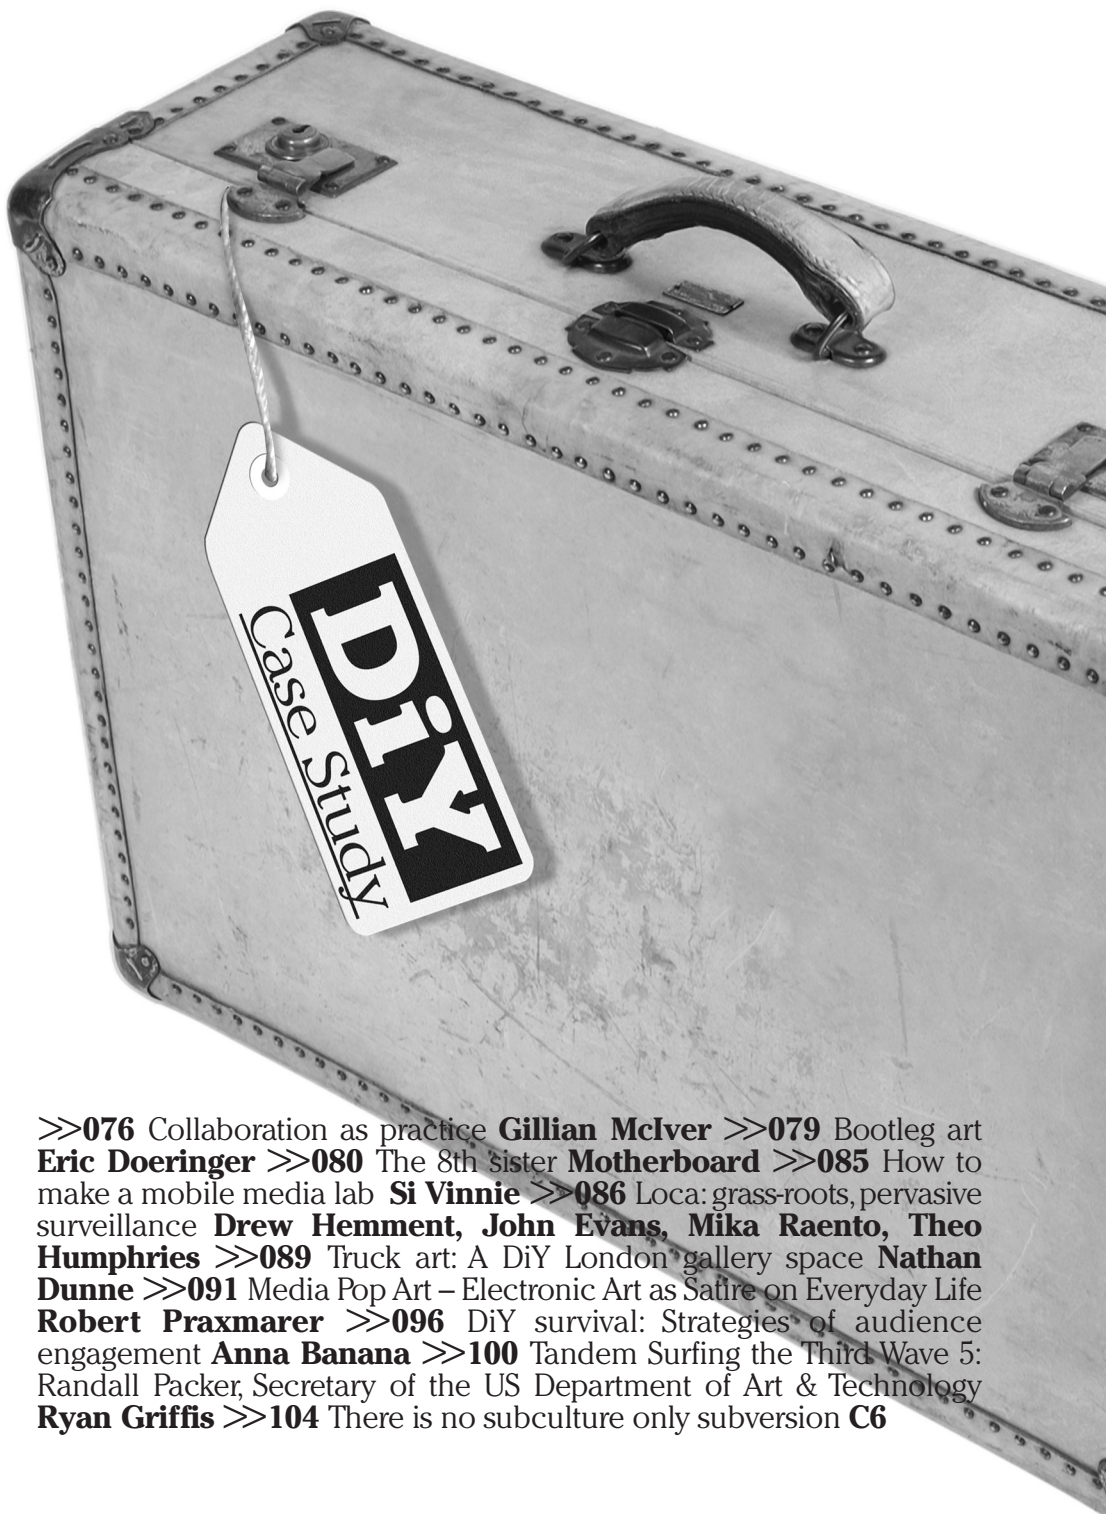 DiY
Case Study
>>076 Collaboration as practice Gillian McIver >>079 Bootleg art
Eric Doeringer >>080 The 8th sister Motherboard >>085 How to
make a mobile media lab Si Vinnie >>086 Loca: grass-roots, pervasive
surveillance Drew Hemment, John Evans, Mika Raento, Theo
Humphries >>089 Truck art: A DiY London gallery space Nathan
Dunne >>091 Media Pop Art – Electronic Art as Satire on Everyday Life
Robert Praxmarer >>096 DiY survival: Strategies of audience
engagement Anna Banana >>100 Tandem Surfing the Third Wave 5:
Randall Packer, Secretary of the US Department of Art & Technology
Ryan Griffis >>104 There is no subculture only subversion C6